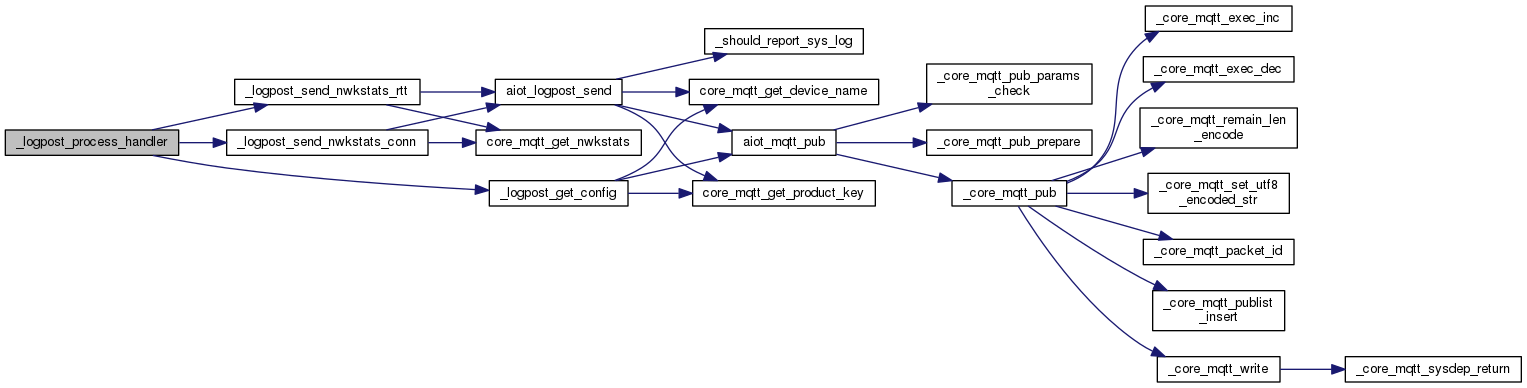 _logpost_process_handler
_logpost_send_nwkstats_rtt
_logpost_send_nwkstats_conn
_logpost_get_config
aiot_logpost_send
core_mqtt_get_nwkstats
_should_report_sys_log
core_mqtt_get_device_name
aiot_mqtt_pub
core_mqtt_get_product_key
_core_mqtt_pub_params
_check
_core_mqtt_pub_prepare
_core_mqtt_pub
_core_mqtt_exec_inc
_core_mqtt_exec_dec
_core_mqtt_remain_len
_encode
_core_mqtt_set_utf8
_encoded_str
_core_mqtt_packet_id
_core_mqtt_publist
_insert
_core_mqtt_write
_core_mqtt_sysdep_return